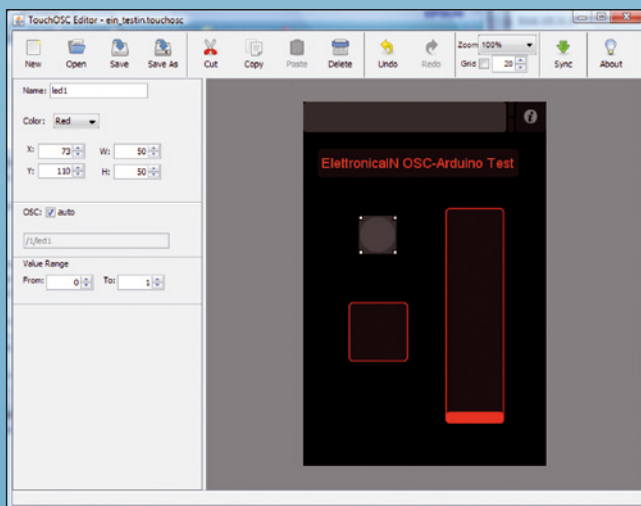 TouchOSC Editor - ein_testin.touchosc
New Open Save Save As Cut Copy Paste Delete Undo Redo Zoom 100% Grid 20 Sync About
Name: led1
Color: Red
X: 73 W: 50
Y: 110 H: 50
OSC: auto
/1/led1
Value Range
From: 0 To: 1
i
ElettronicaIN OSC-Arduino Test